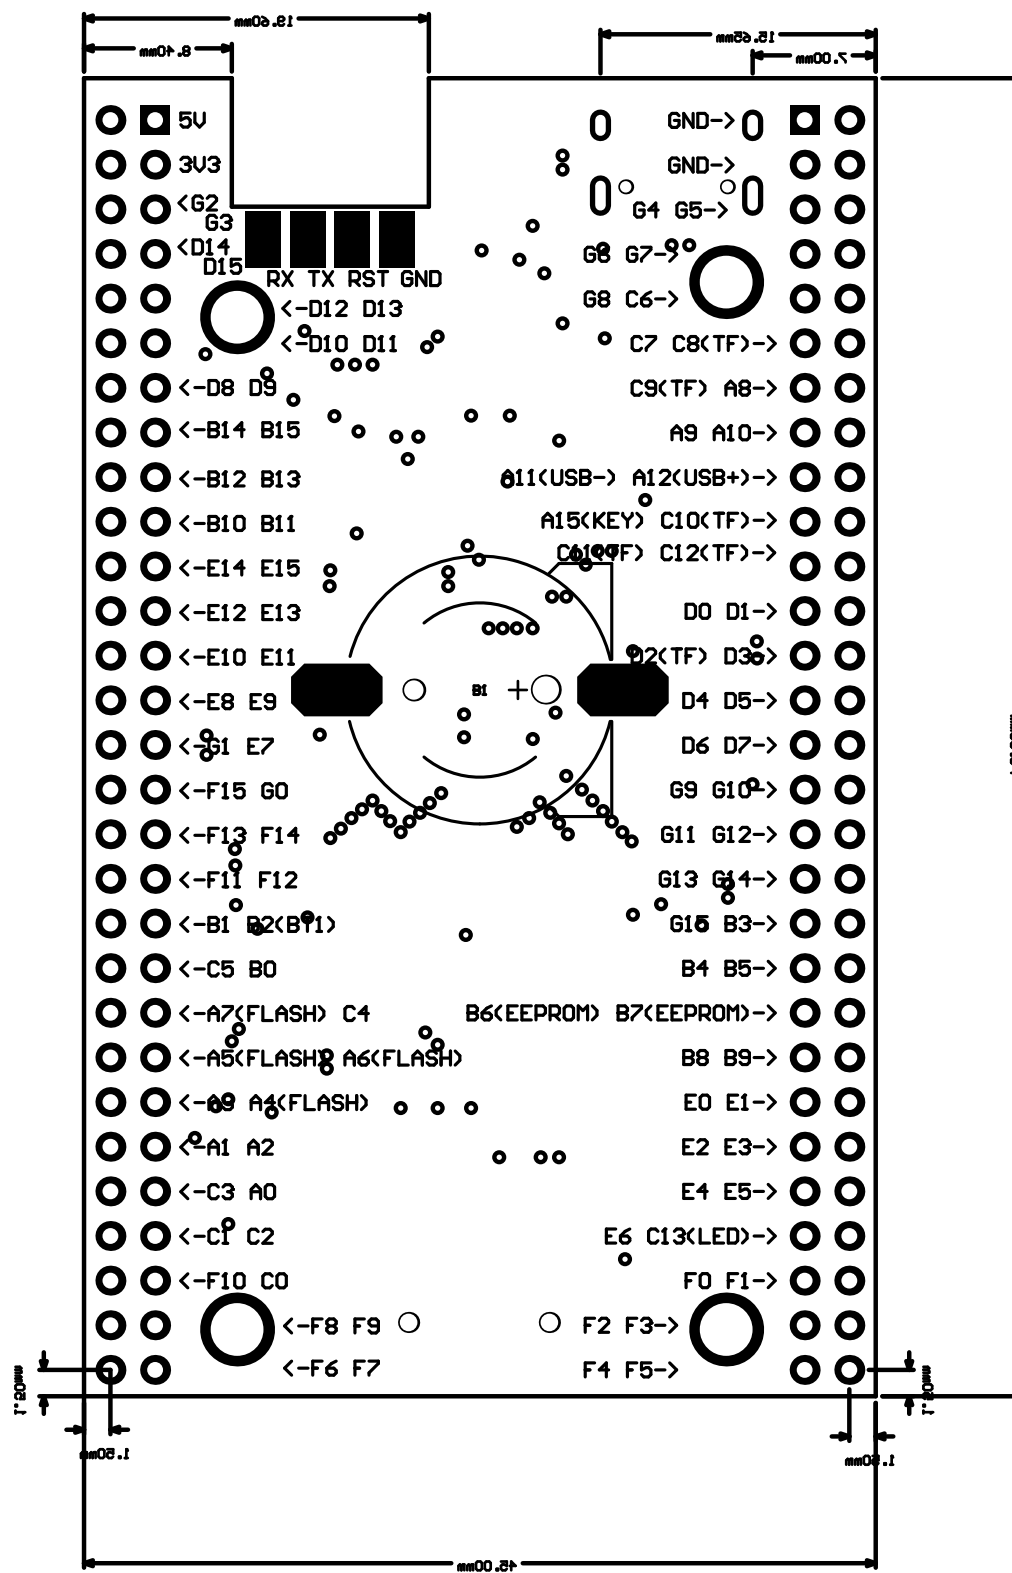 19.60mm
8.40mm
15.65mm
7.00mm
5V GND->
3V3 GND->
<G2 G4 G5->
G3
<D14 G6 G7->
D15
RX TX RST GND
<-D12 D13 G8 C6->
<-D10 D11 C7 C8(TF)->
<-D8 D9 C9(TF) A8->
<-B14 B15 A9 A10->
<-B12 B13 A11(USB-) A12(USB+)->
<-B10 B11 A15(KEY) C10(TF)->
<-E14 E15 C11(TF) C12(TF)->
<-E12 E13 D0 D1->
<-E10 E11 D2(TF) D3->
B1 +
<-E8 E9 D4 D5->
<-G1 E7 D6 D7->
<-F15 G0 G9 G10->
<-F13 F14 G11 G12->
<-F11 F12 G13 G14->
<-B1 B2(BT1) G15 B3->
<-C5 B0 B4 B5->
<-A7(FLASH) C4 B6(EEPROM) B7(EEPROM)->
<-A5(FLASH) A6(FLASH) B8 B9->
<-A3 A4(FLASH) E0 E1->
<-A1 A2 E2 E3->
<-C3 A0 E4 E5->
<-C1 C2 E6 C13(LED)->
<-F10 C0 F0 F1->
<-F8 F9 F2 F3->
<-F6 F7 F4 F5->
1.50mm
1.50mm
1.50mm
1.50mm
45.00mm